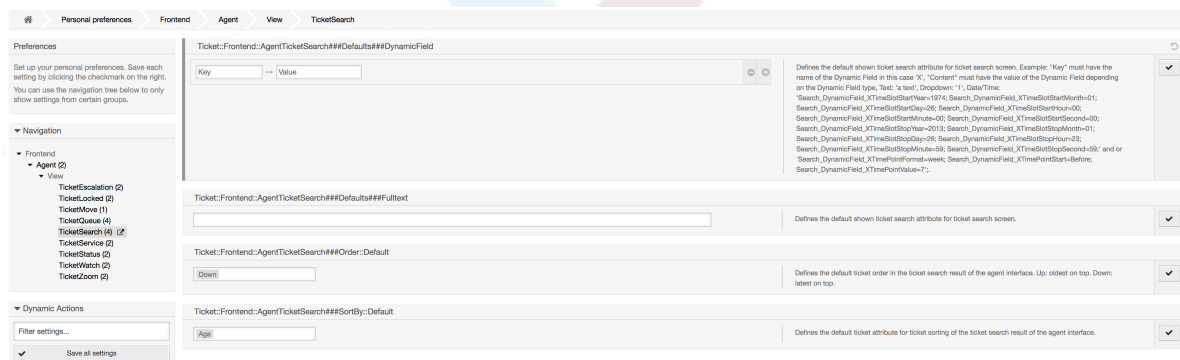 Personal preferences Frontend Agent View TicketSearch
Preferences
Set up your personal preferences. Save each
setting by clicking the checkmark on the right.
You can use the navigation tree below to only
show settings from certain groups.
Navigation
Frontend
Agent (2)
View
TicketEscalation (2)
TicketLocked (2)
TicketMove (1)
TicketQueue (4)
TicketSearch (4)
TicketService (2)
TicketStatus (2)
TicketWatch (2)
TicketZoom (2)
Dynamic Actions
Filter settings...
Save all settings
Ticket::Frontend::AgentTicketSearch###Defaults###DynamicField
Key → Value
Defines the default shown ticket search attribute for ticket search screen. Example: "Key" must have the
name of the Dynamic Field in this case 'X', "Content" must have the value of the Dynamic Field depending
on the Dynamic Field type, Text: 'a text', Dropdown: '1', Date/Time:
'Search_DynamicField_XTimeSlotStartYear=1974; Search_DynamicField_XTimeSlotStartMonth=01;
Search_DynamicField_XTimeSlotStartDay=26; Search_DynamicField_XTimeSlotStartHour=00;
Search_DynamicField_XTimeSlotStartMinute=00; Search_DynamicField_XTimeSlotStartSecond=00;
Search_DynamicField_XTimeSlotStopYear=2013; Search_DynamicField_XTimeSlotStopMonth=01;
Search_DynamicField_XTimeSlotStopDay=26; Search_DynamicField_XTimeSlotStopHour=23;
Search_DynamicField_XTimeSlotStopMinute=59; Search_DynamicField_XTimeSlotStopSecond=59;' and or
'Search_DynamicField_XTimePointFormat=week; Search_DynamicField_XTimePointStart=Before;
Search_DynamicField_XTimePointValue=7';.
Ticket::Frontend::AgentTicketSearch###Defaults###Fulltext
Defines the default shown ticket search attribute for ticket search screen.
Ticket::Frontend::AgentTicketSearch###Order::Default
Down
Defines the default ticket order in the ticket search result of the agent interface. Up: oldest on top. Down:
latest on top.
Ticket::Frontend::AgentTicketSearch###SortBy::Default
Age
Defines the default ticket attribute for ticket sorting of the ticket search result of the agent interface.